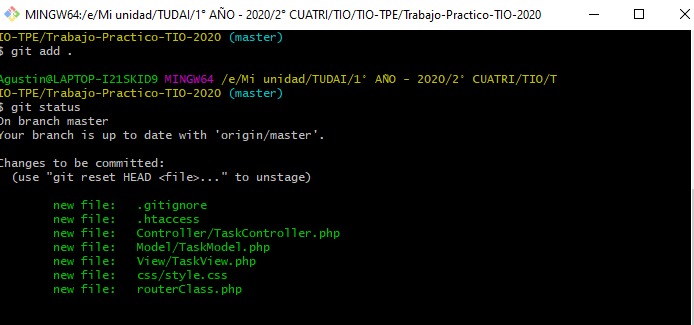 MINGW64:/e/Mi unidad/TUDAI/1° AÑO - 2020/2° CUATRI/TIO/TIO-TPE/Trabajo-Practico-TIO-2020
IO-TPE/Trabajo-Practico-TIO-2020 (master)
$ git add .
Agustin@LAPTOP-I21SKID9 MINGW64 /e/Mi unidad/TUDAI/1° AÑO - 2020/2° CUATRI/TIO/T
IO-TPE/Trabajo-Practico-TIO-2020 (master)
$ git status
On branch master
Your branch is up to date with 'origin/master'.
Changes to be committed:
(use "git reset HEAD <file>..." to unstage)
new file: .gitignore
new file: .htaccess
new file: Controller/TaskController.php
new file: Model/TaskModel.php
new file: View/TaskView.php
new file: css/style.css
new file: routerClass.php